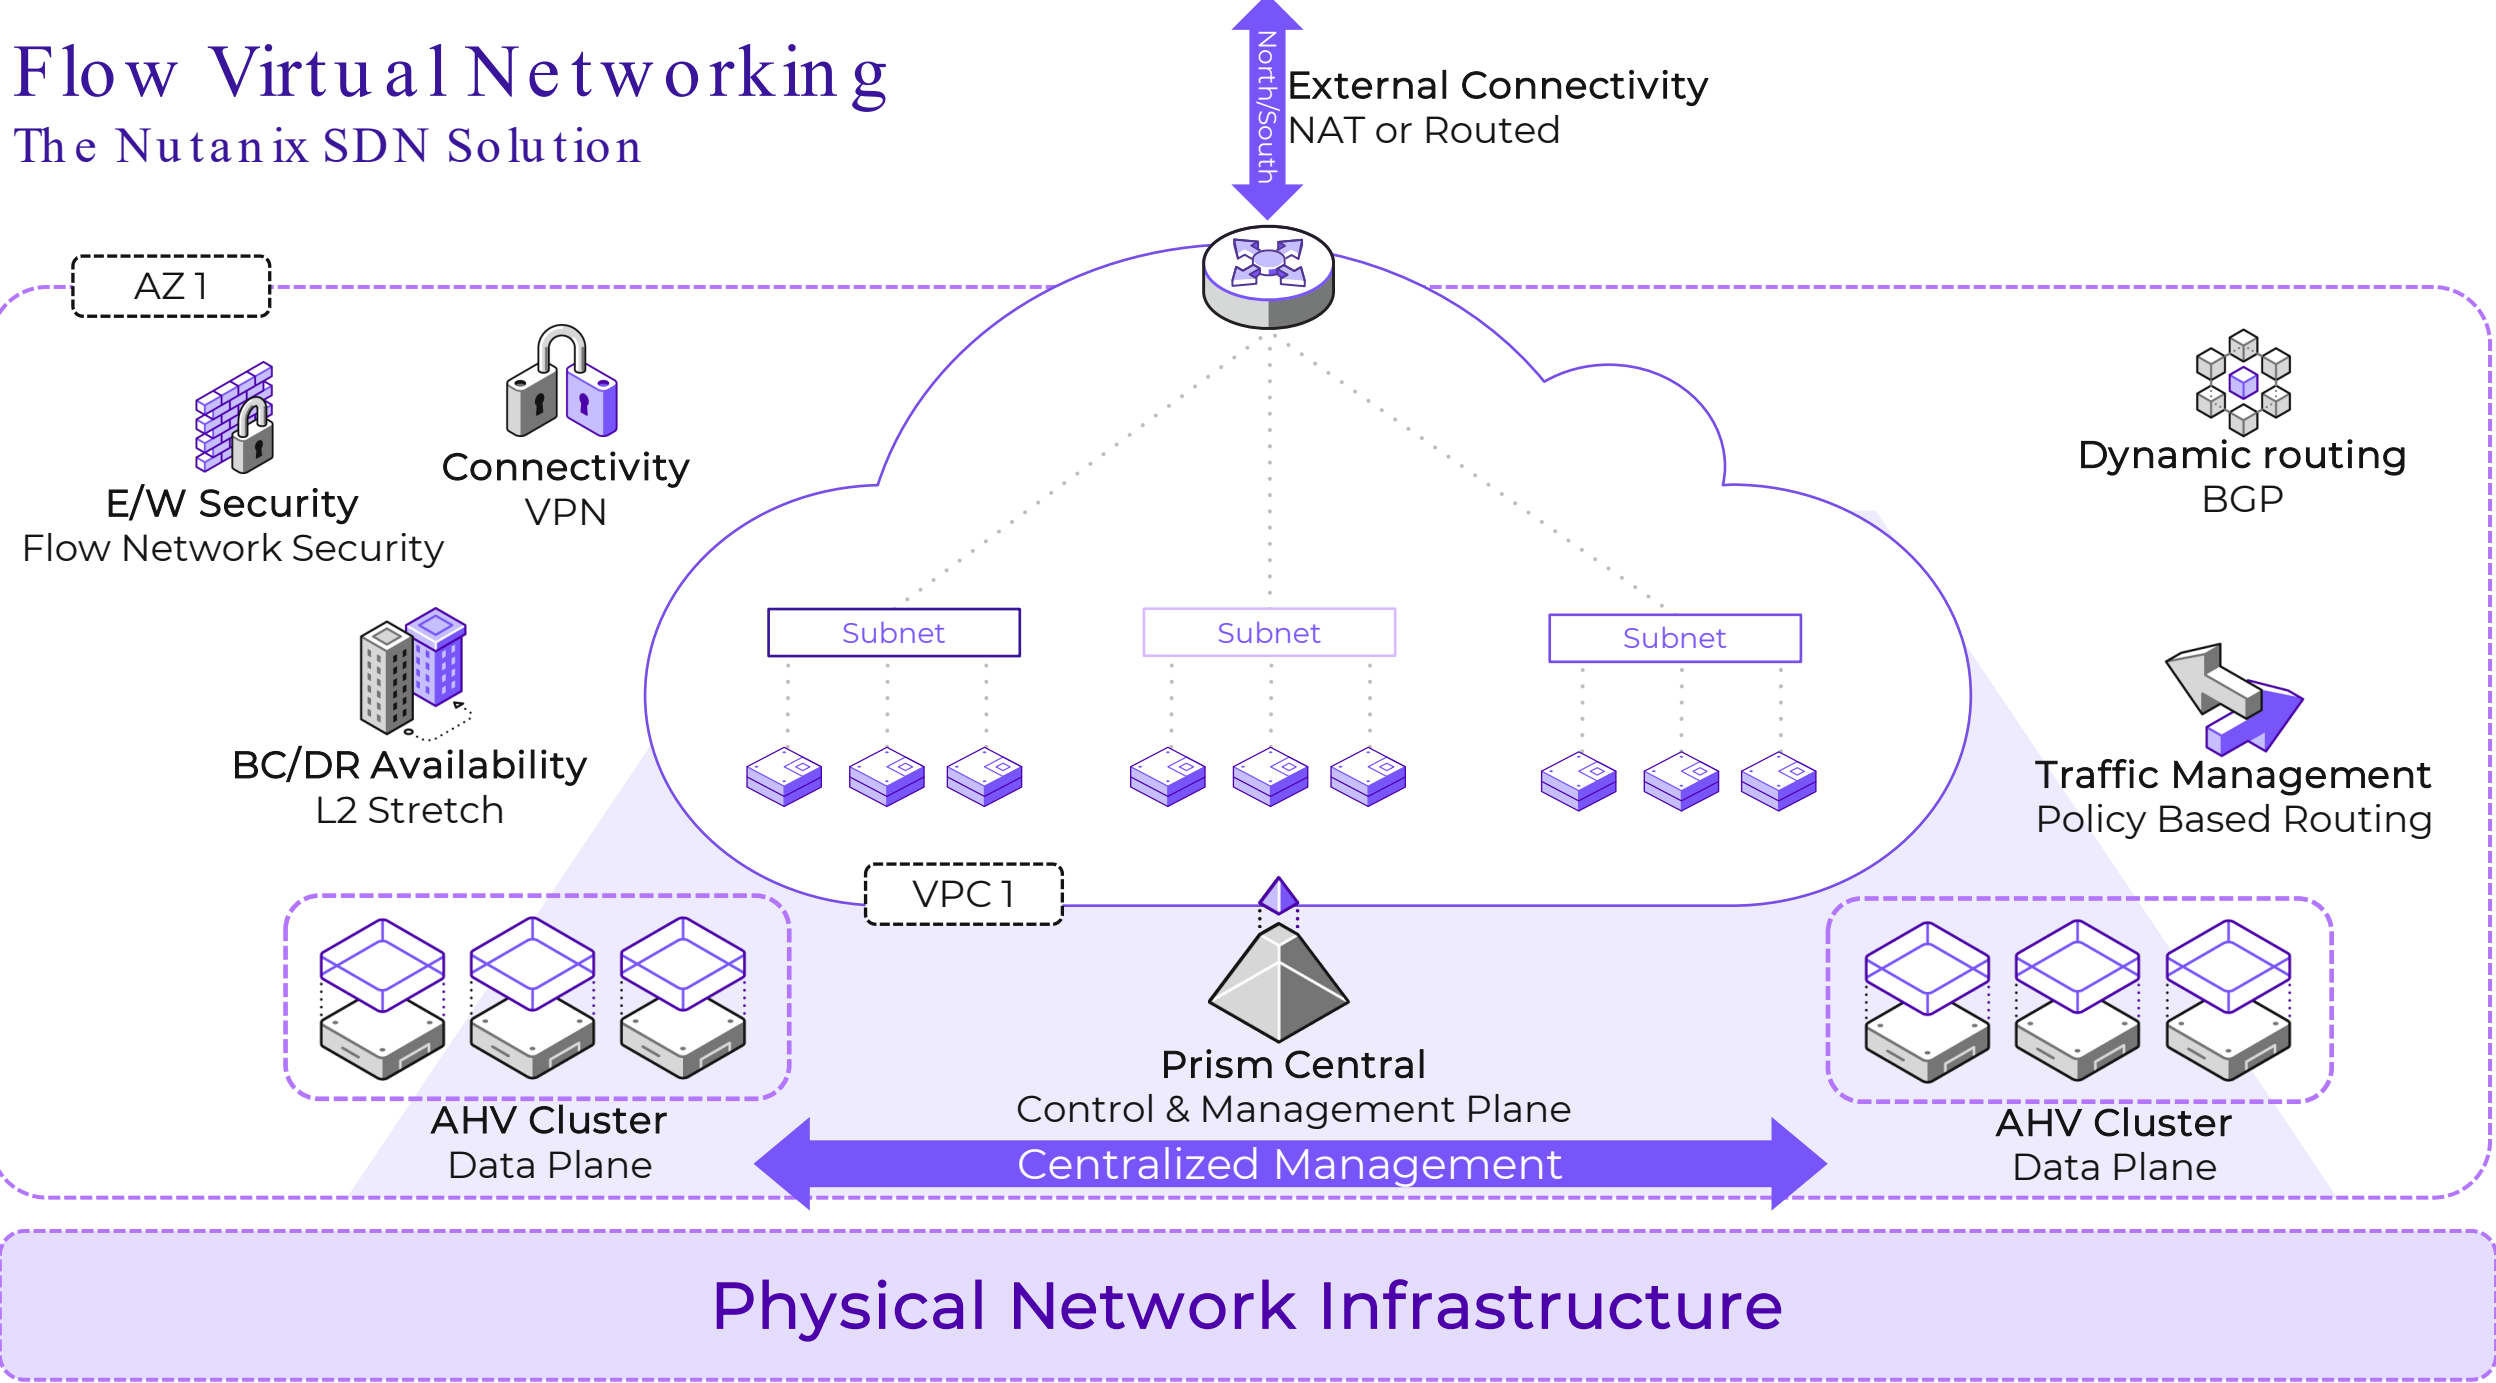 Flow Virtual Networking
The Nutanix SDN Solution
North/South
External Connectivity
NAT or Routed
AZ 1
E/W Security
Flow Network Security
Connectivity
VPN
Dynamic routing
BGP
Subnet
Subnet
Subnet
BC/DR Availability
L2 Stretch
Traffic Management
Policy Based Routing
VPC 1
AHV Cluster
Data Plane
Prism Central
Control & Management Plane
Centralized Management
AHV Cluster
Data Plane
Physical Network Infrastructure